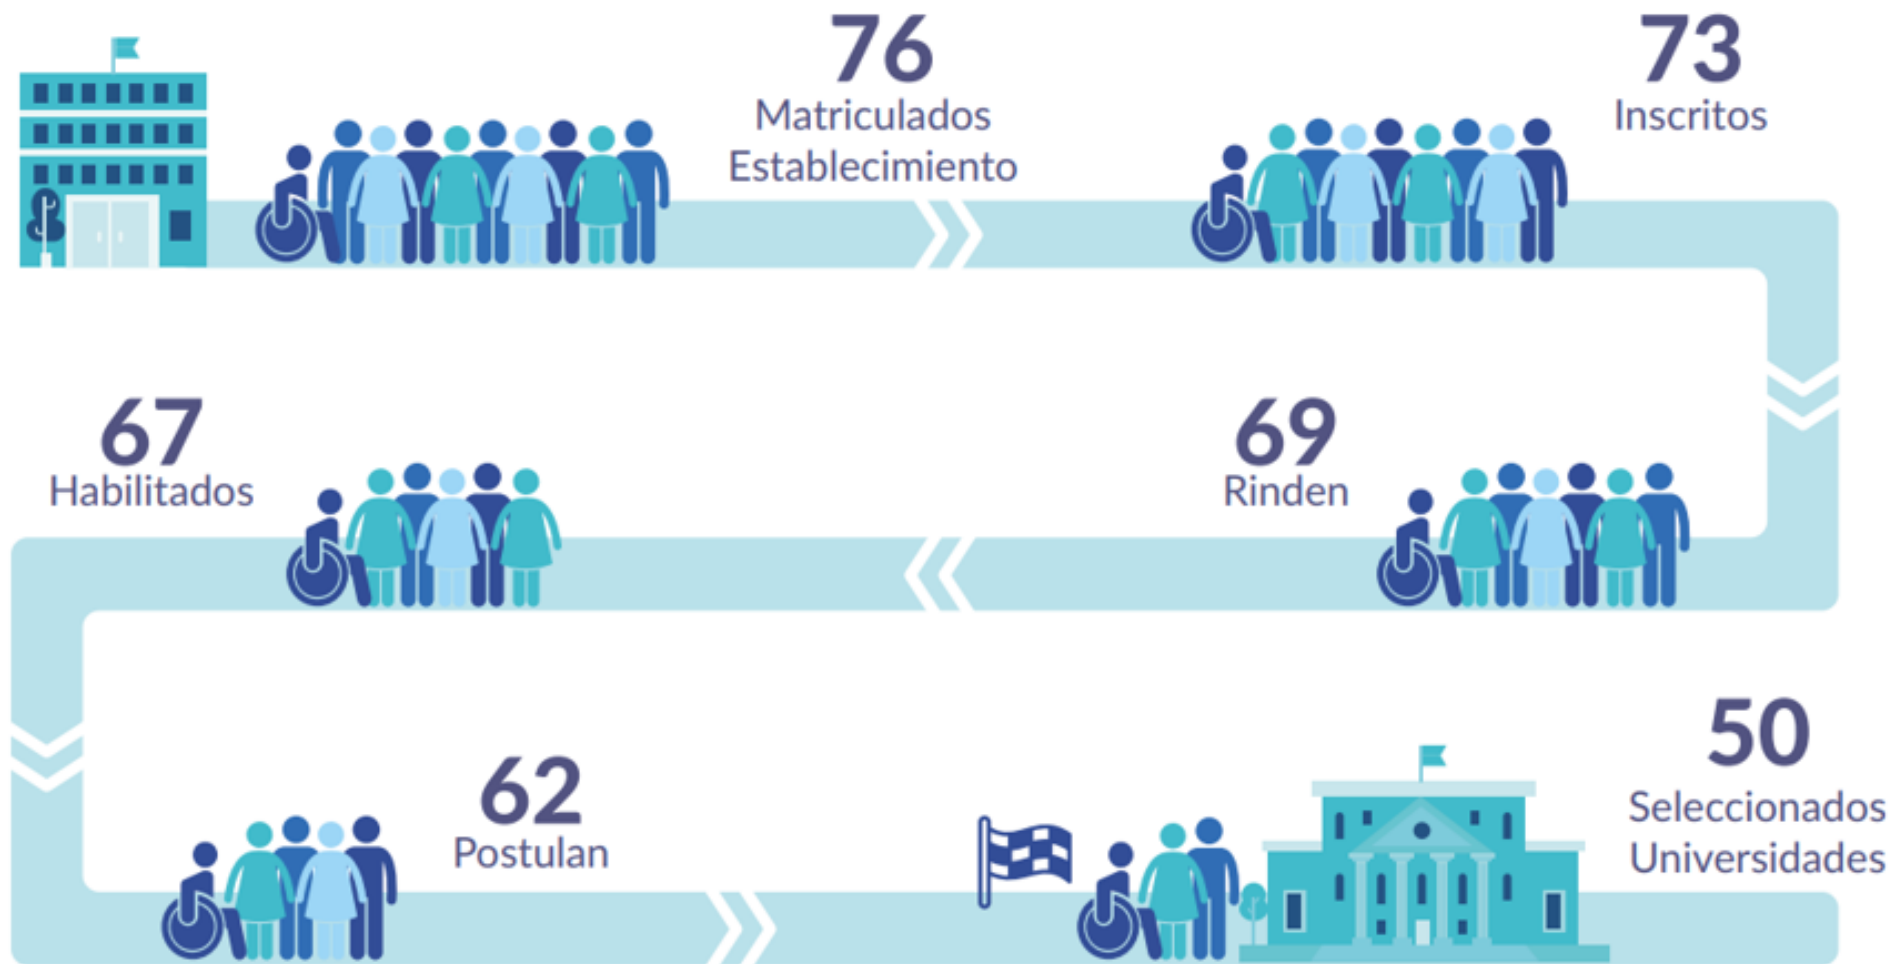 76
Matriculados
Establecimiento
73
Inscritos
69
Rinden
67
Habilitados
62
Postulan
50
Seleccionados
Universidades